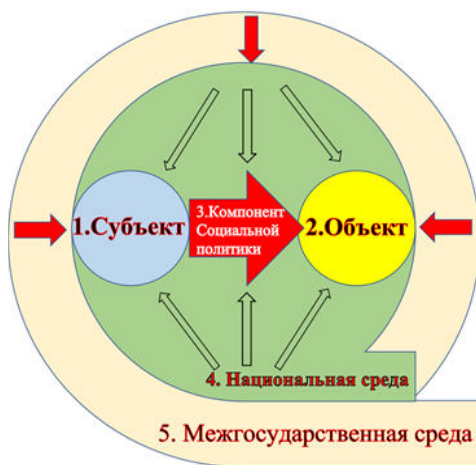 1.Субъект
3.Компонент
Социальной
политики
2.Объект
4. Национальная среда
5. Межгосударственная среда